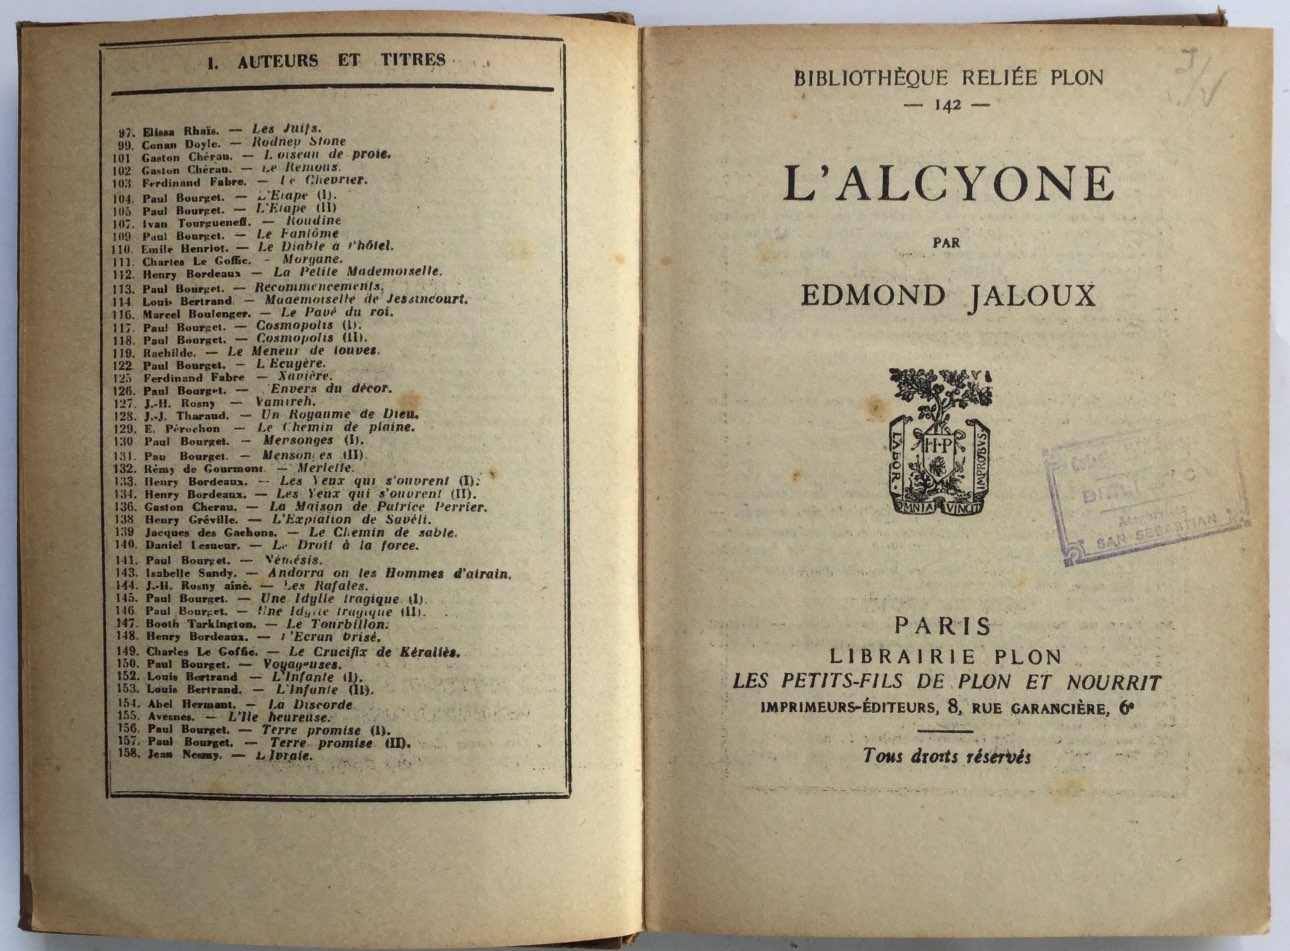 I. AUTEURS ET TITRES
97. Elissa Rhaïs. — Les Juifs.
99. Conan Doyle. — Rodney Stone
101 Gaston Chérau. — L'oiseau de proie.
102 Gaston Chérau. — Le Remous.
103 Ferdinand Fabre. — Le Chevrier.
104. Paul Bourget. — L'Etape (I).
105 Paul Bourget. — L'Etape (II)
107. Ivan Tourgueneff. — Roudine
109 Paul Bourget. — Le Fantôme
110. Emile Henriot. — Le Diable à l'hôtel.
111. Charles Le Goffic. - Morgane.
112. Henry Bordeaux — La Petite Mademoiselle.
113. Paul Bourget. — Recommencements.
114 Louis Bertrand. — Mademoiselle de Jessincourt.
116. Marcel Boulenger. — Le Pavé du roi.
117. Paul Bourget. — Cosmopolis (I).
118. Paul Bourget. — Cosmopolis (II).
119. Rachilde. — Le Meneur de louves.
122. Paul Bourget. — L'Ecuyère.
125 Ferdinand Fabre — Xavière.
126. Paul Bourget. — Envers du décor.
127. J.-H. Rosny — Vamireh.
128. J.-J. Tharaud. — Un Royaume de Dieu.
129. E. Pérochon — Le Chemin de plaine.
130 Paul Bourget. — Mensonges (I).
131. Pau Bourget. — Mensonges (II)
132. Rémy de Gourmont — Merlette.
133. Henry Bordeaux. — Les Yeux qui s'ouvrent (I).
134. Henry Bordeaux. — Les Yeux qui s'ouvrent (II).
136. Gaston Cherau. — La Maison de Patrice Perrier.
138 Henry Gréville. — L'Expiation de Savéli.
139 Jacques des Gachons. — Le Chemin de sable.
140. Daniel Lesueur. — Le Droit à la force.
141. Paul Bourget. — Némésis.
143. Isabelle Sandy. — Andorra ou les Hommes d'airain.
144. J.-H. Rosny aîné. — Les Rafales.
145. Paul Bourget. — Une Idylle tragique (I).
146. Paul Bourget. — Une Idylle tragique (II).
147. Booth Tarkington. — Le Tourbillon.
148. Henry Bordeaux. — l'Ecran brisé.
149. Charles Le Goffic. — Le Crucifix de Kéraliès.
150. Paul Bourget. — Voyageuses.
152. Louis Bertrand — L'Infante (I).
153. Louis Bertrand. — L'Infante (II).
154. Abel Hermant. — La Discorde
155. Avesnes. — L'Ile heureuse.
156. Paul Bourget. — Terre promise (I).
157. Paul Bourget. — Terre promise (II).
158. Jean Nesmy. — L'Ivraie.
BIBLIOTHÈQUE RELIÉE PLON
— 142 —
L'ALCYONE
PAR
EDMOND JALOUX
LABOR
H·P
IMPROBVS
OMNIA VINCIT
SAN SEBASTIAN
PARIS
LIBRAIRIE PLON
LES PETITS-FILS DE PLON ET NOURRIT
IMPRIMEURS-ÉDITEURS, 8, RUE GARANCIÈRE, 6e
Tous droits réservés